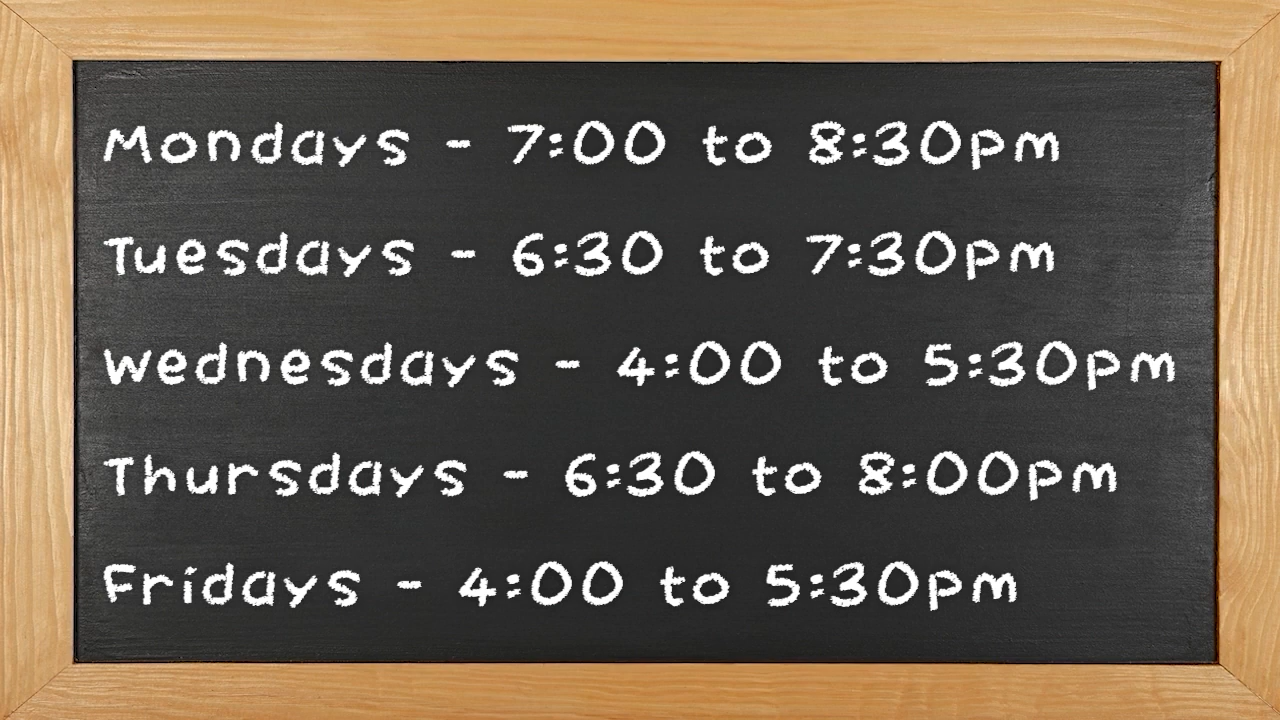 Mondays - 7:00 to 8:30pm
Tuesdays - 6:30 to 7:30pm
Wednesdays - 4:00 to 5:30pm
Thursdays - 6:30 to 8:00pm
Fridays - 4:00 to 5:30pm